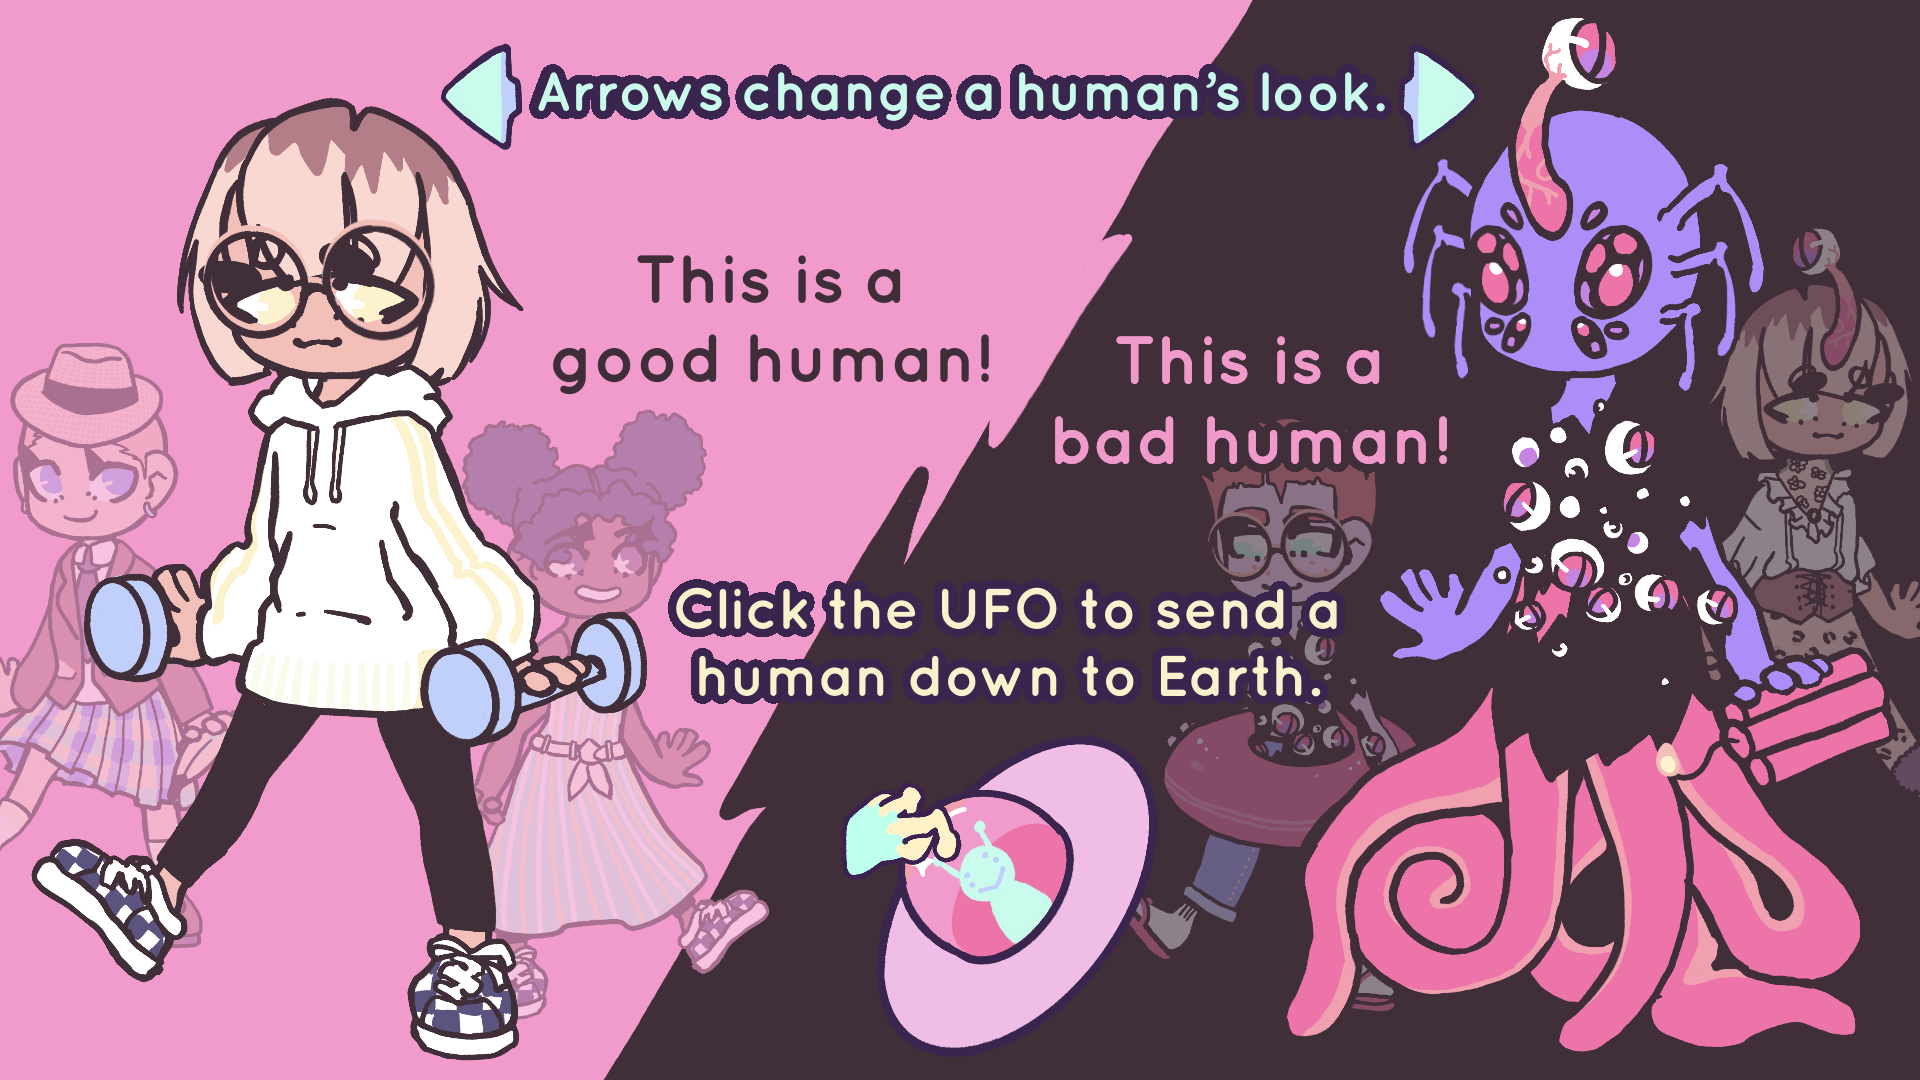 Arrows change a human's look.
This is a
good human!
This is a
bad human!
Click the UFO to send a
human down to Earth.